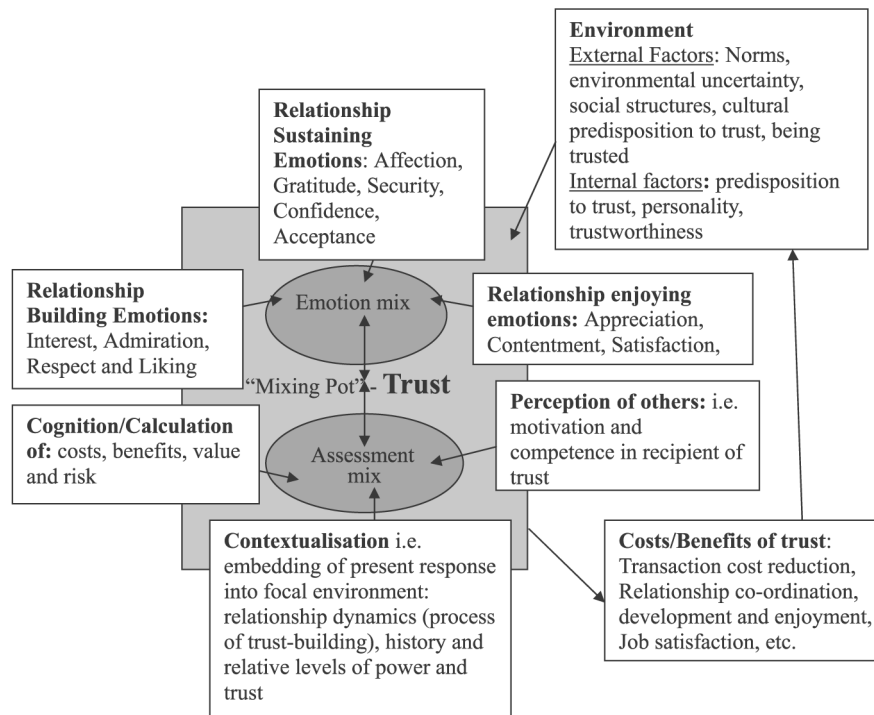 Environment
External Factors: Norms,
environmental uncertainty,
social structures, cultural
predisposition to trust, being
trusted
Internal factors: predisposition
to trust, personality,
trustworthiness
Relationship
Sustaining
Emotions: Affection,
Gratitude, Security,
Confidence,
Acceptance
Relationship
Building Emotions:
Interest, Admiration,
Respect and Liking
Emotion mix
Relationship enjoying
emotions: Appreciation,
Contentment, Satisfaction,
“Mixing Pot” - Trust
Cognition/Calculation
of: costs, benefits, value
and risk
Assessment
mix
Perception of others: i.e.
motivation and
competence in recipient of
trust
Contextualisation i.e.
embedding of present response
into focal environment:
relationship dynamics (process
of trust-building), history and
relative levels of power and
trust
Costs/Benefits of trust:
Transaction cost reduction,
Relationship co-ordination,
development and enjoyment,
Job satisfaction, etc.